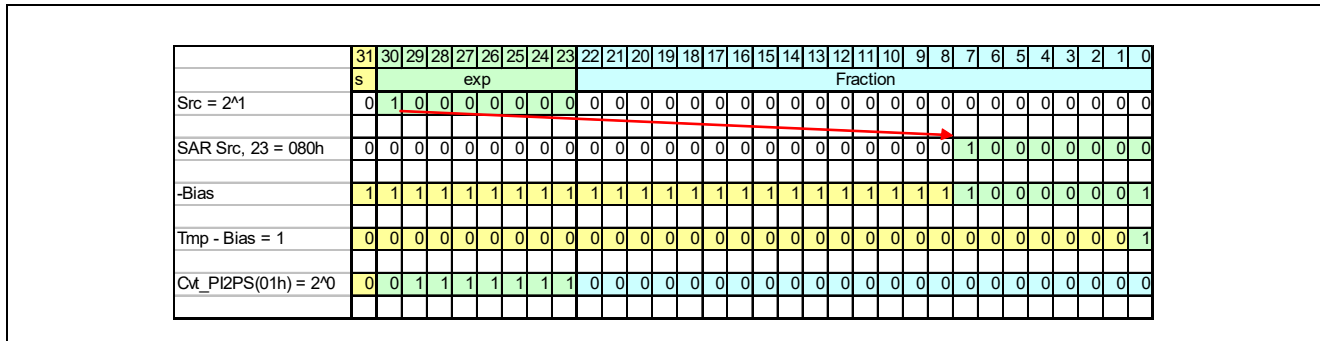 31 30 29 28 27 26 25 24 23 22 21 20 19 18 17 16 15 14 13 12 11 10 9 8 7 6 5 4 3 2 1 0
s exp Fraction
Src = 2^1 0 1 0 0 0 0 0 0 0 0 0 0 0 0 0 0 0 0 0 0 0 0 0 0 0 0 0 0 0 0 0 0
SAR Src, 23 = 080h 0 0 0 0 0 0 0 0 0 0 0 0 0 0 0 0 0 0 0 0 0 0 0 0 1 0 0 0 0 0 0 0
-Bias 1 1 1 1 1 1 1 1 1 1 1 1 1 1 1 1 1 1 1 1 1 1 1 1 1 0 0 0 0 0 0 1
Tmp - Bias = 1 0 0 0 0 0 0 0 0 0 0 0 0 0 0 0 0 0 0 0 0 0 0 0 0 0 0 0 0 0 0 0 1
Cvt_PI2PS(01h) = 2^0 0 0 1 1 1 1 1 1 1 0 0 0 0 0 0 0 0 0 0 0 0 0 0 0 0 0 0 0 0 0 0 0